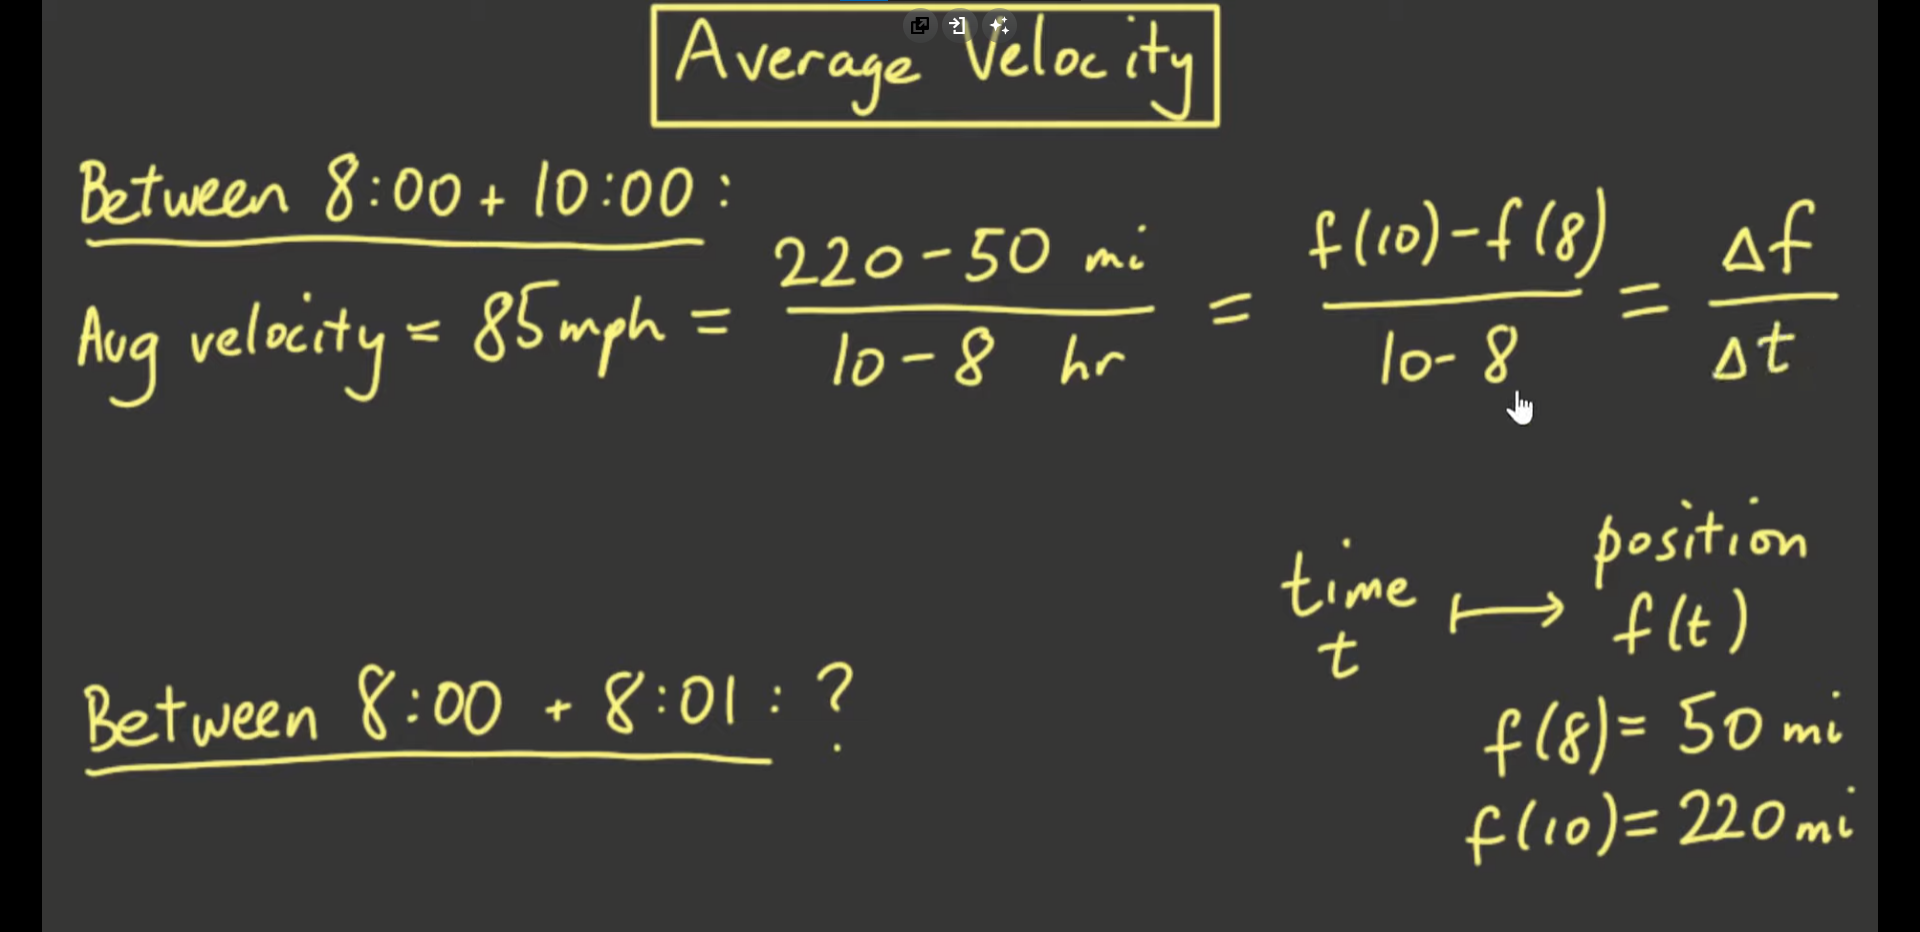 Average Velocity
Between 8:00 + 10:00 :
Avg velocity = 85 mph = (220 - 50 mi)/(10 - 8 hr) = (f(10) - f(8))/(10 - 8) = Δf/Δt
time ↦ position
t f(t)
Between 8:00 + 8:01 : ?
f(8) = 50 mi
f(10) = 220 mi